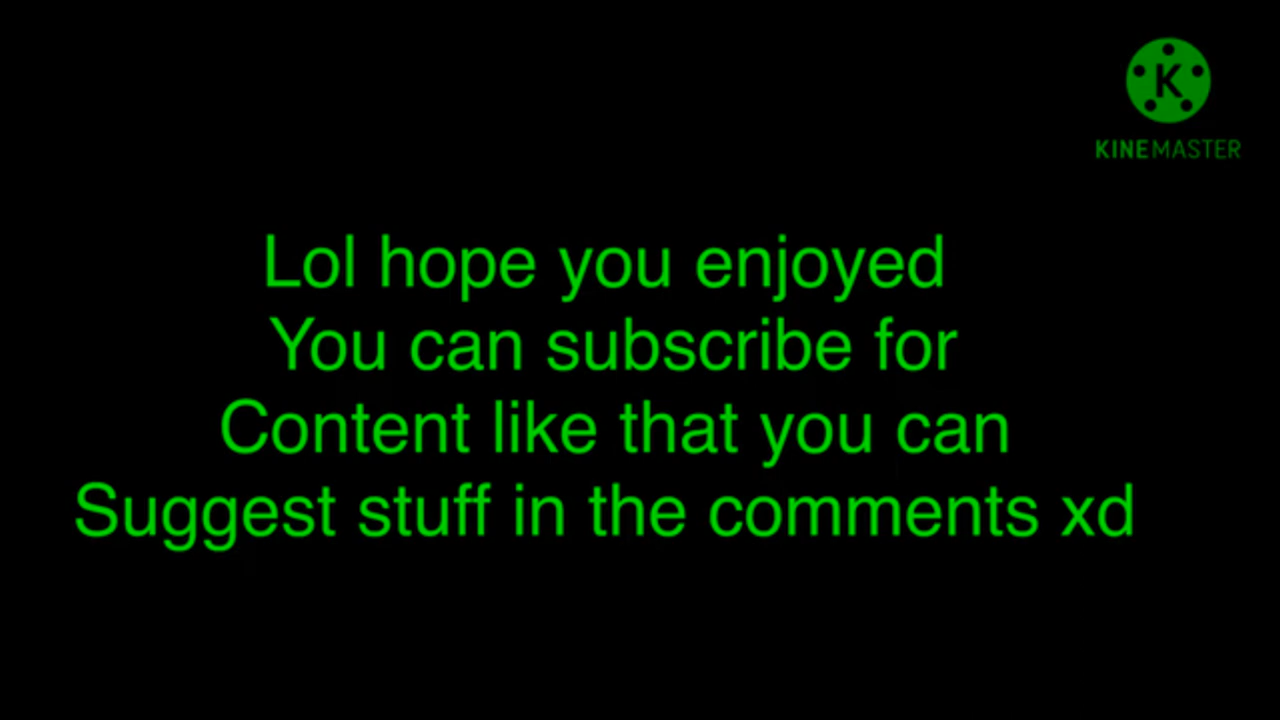 K
KINEMASTER
Lol hope you enjoyed
You can subscribe for
Content like that you can
Suggest stuff in the comments xd